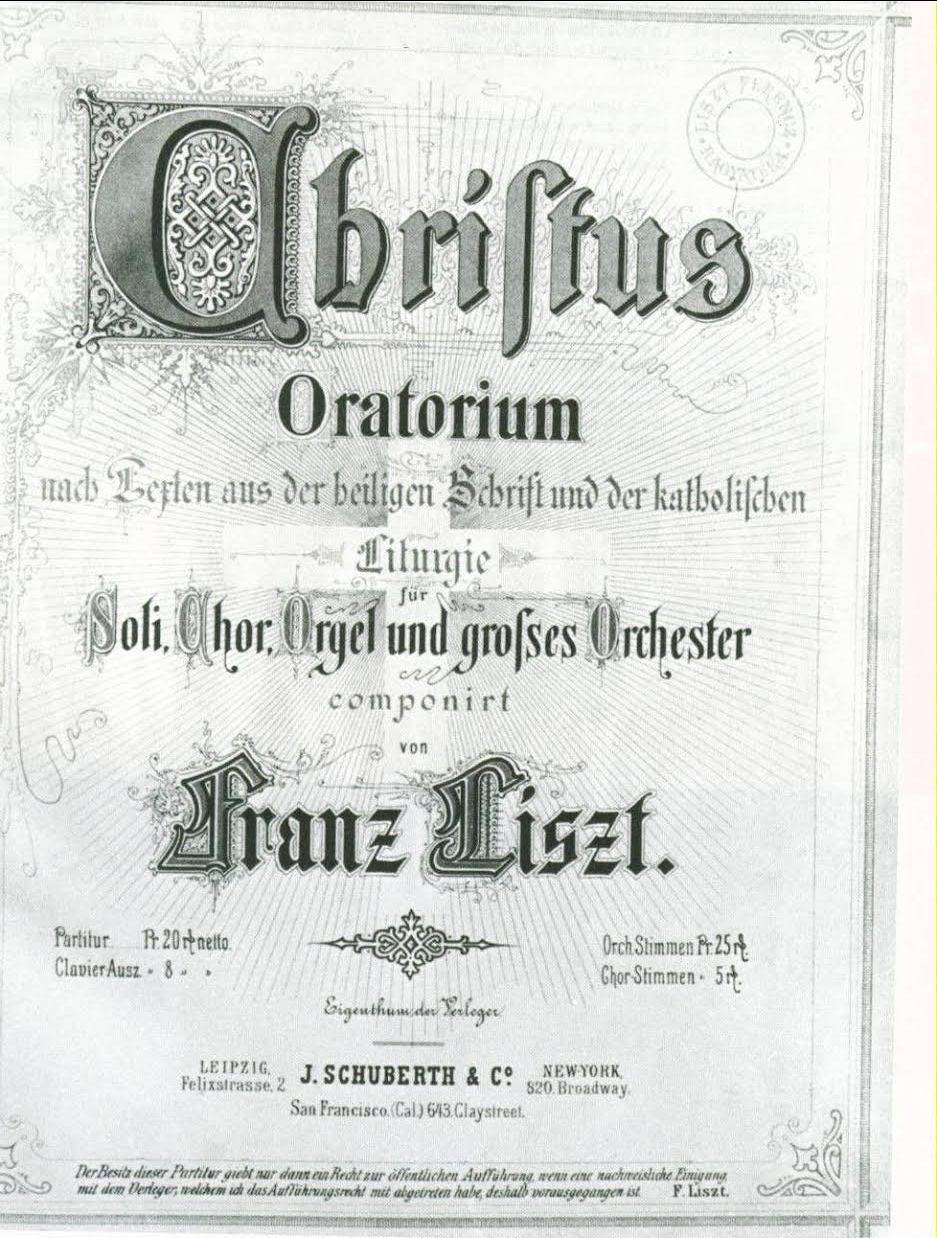 Christus
Oratorium
nach Texten aus der heiligen Schrift und der katholischen
Liturgie
für
Soli, Chor, Orgel und grosses Orchester
componirt
von
Franz Liszt.
Partitur. Pr. 20 netto.
Clavier Ausz. " 8 " "
Orch. Stimmen Pr. 25
Chor-Stimmen " 5
Eigenthum der Verleger.
LEIPZIG, Felixstrasse, 2
J. SCHUBERTH & Cº
NEW-YORK, 820. Broadway.
San Francisco. (Cal.) 643. Claystreet.
Der Besitz dieser Partitur giebt nur dann ein Recht zur öffentlichen Aufführung, wenn eine nachweisliche Einigung
mit dem Verleger, welchem ich das Aufführungsrecht mit abgetreten habe, deshalb vorausgegangen ist. F. Liszt.
LISZT FERENCZ